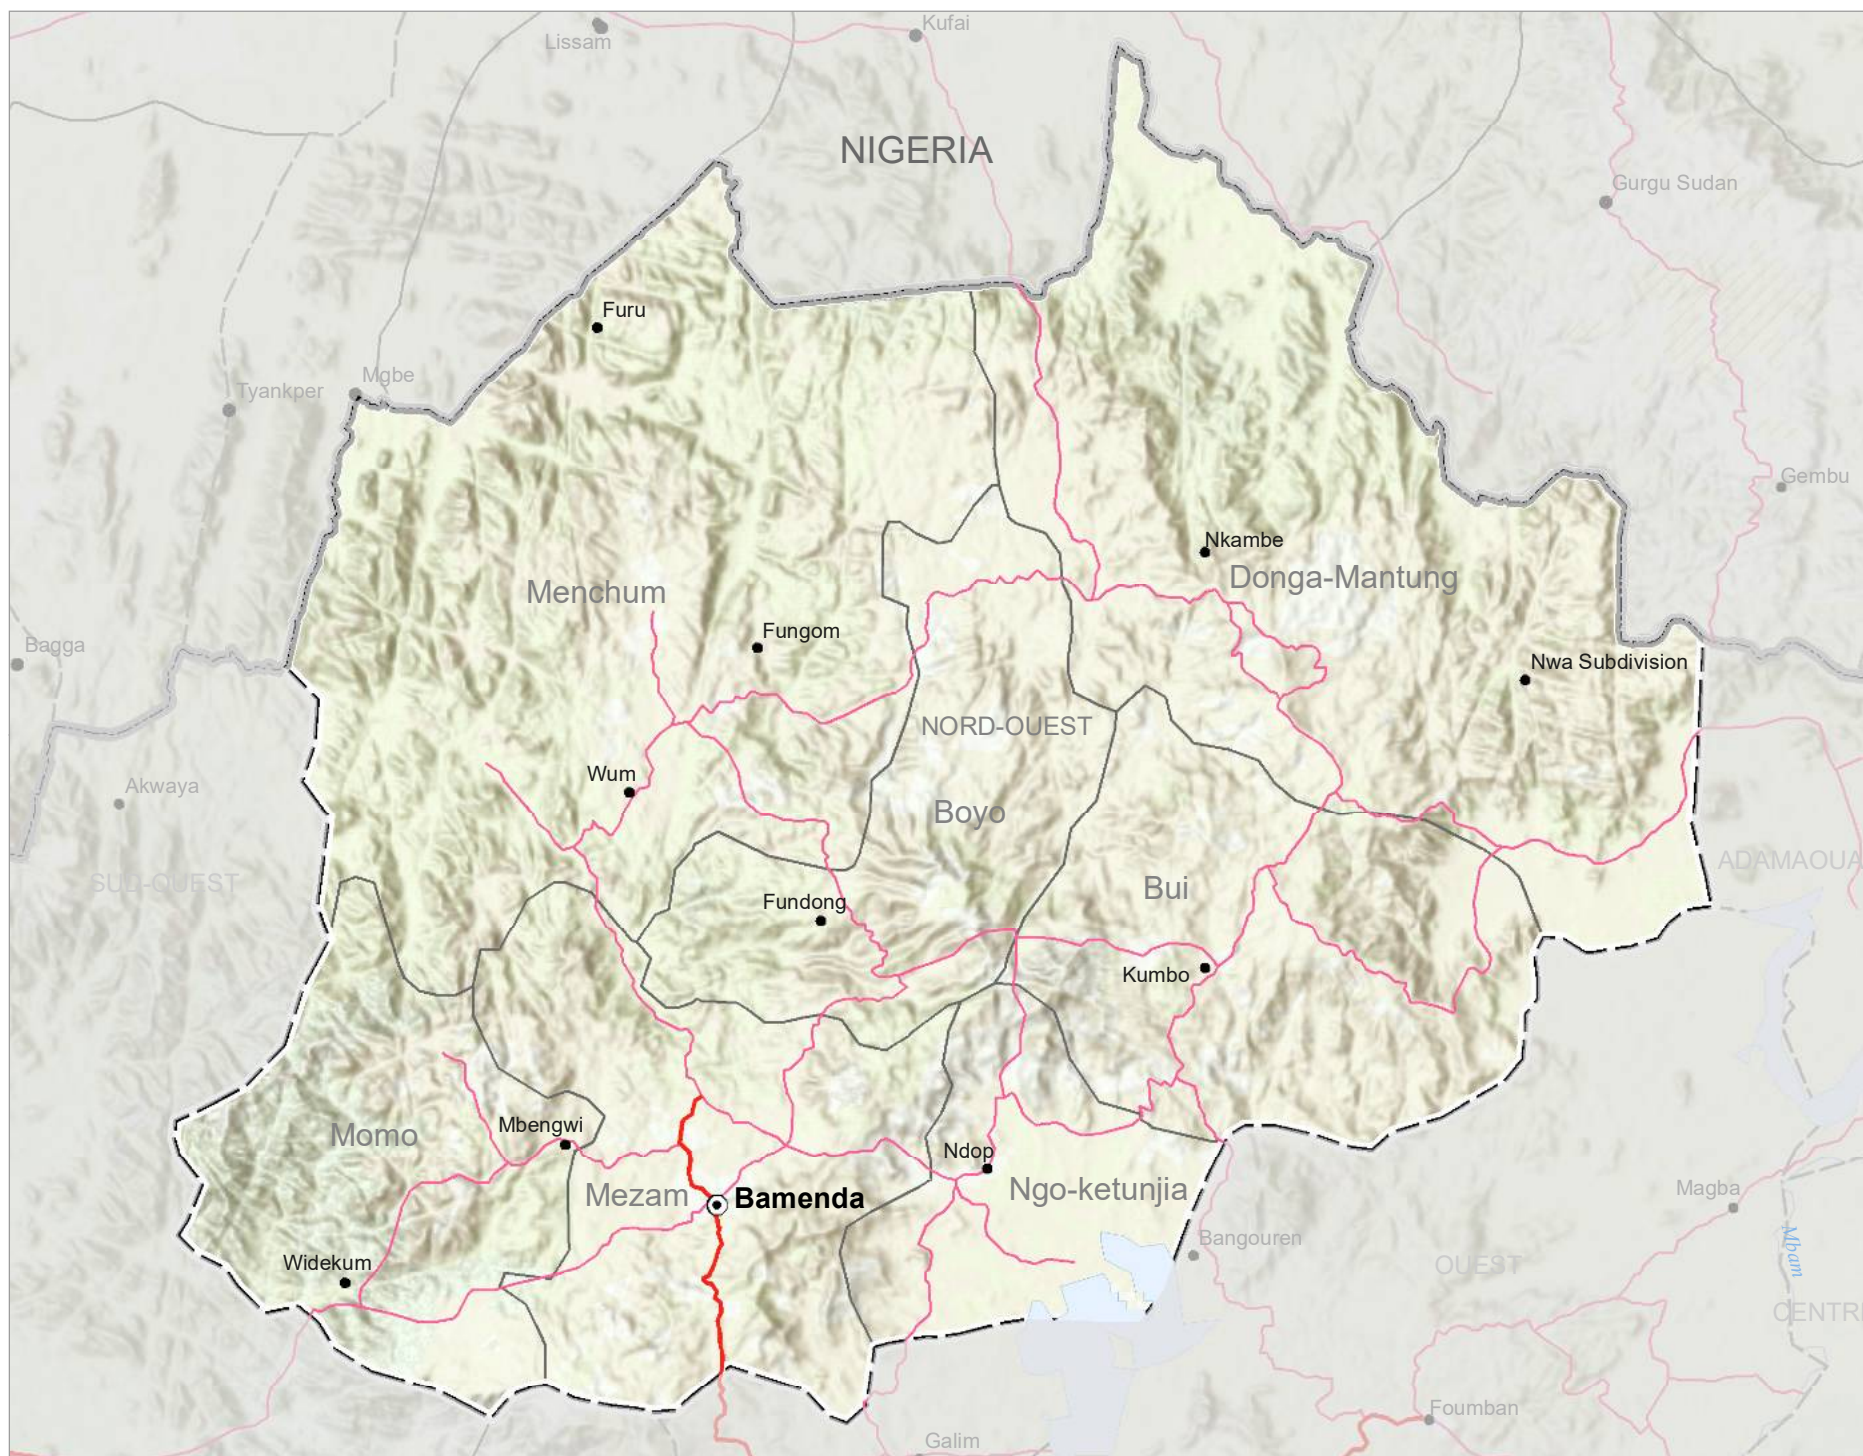 Kufai
Lissam
NIGERIA
Gurgu Sudan
Furu
Mgbe
Tyankper
Gembu
Nkambe
Donga-Mantung
Menchum
Fungom
Bagga
Nwa Subdivision
NORD-OUEST
Wum
Akwaya
Boyo
ADAMAOUA
SUD-OUEST
Bui
Fundong
Kumbo
Mbengwi
Momo
Ndop
Mezam
Bamenda
Ngo-ketunjia
Magba
Bangouren
Mbam
Widekum
OUEST
CENTR
Foumban
Galim